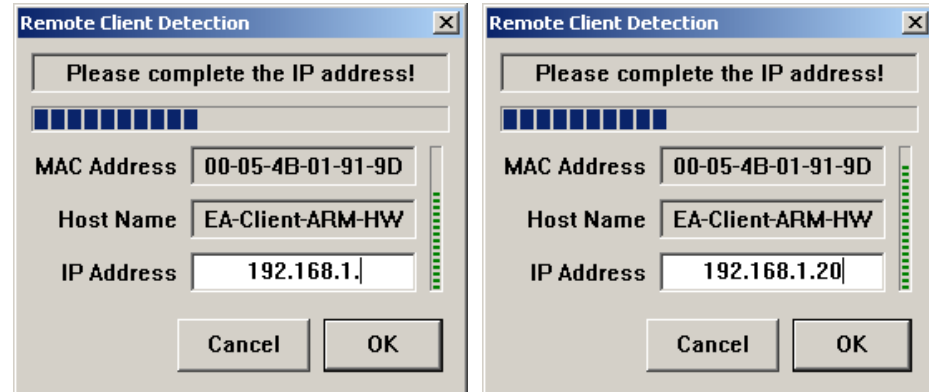 Remote Client Detection
Please complete the IP address!
MAC Address 00-05-4B-01-91-9D
Host Name EA-Client-ARM-HW
IP Address 192.168.1.
Cancel OK
Remote Client Detection
Please complete the IP address!
MAC Address 00-05-4B-01-91-9D
Host Name EA-Client-ARM-HW
IP Address 192.168.1.20
Cancel OK